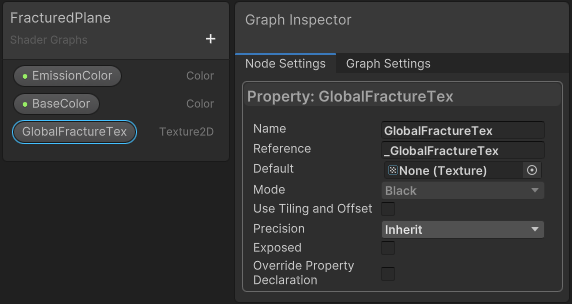 FracturedPlane
Shader Graphs
+
EmissionColor Color
BaseColor Color
GlobalFractureTex Texture2D
Graph Inspector
Node Settings Graph Settings
Property: GlobalFractureTex
Name GlobalFractureTex
Reference _GlobalFractureTex
Default None (Texture)
Mode Black
Use Tiling and Offset
Precision Inherit
Exposed
Override Property
Declaration